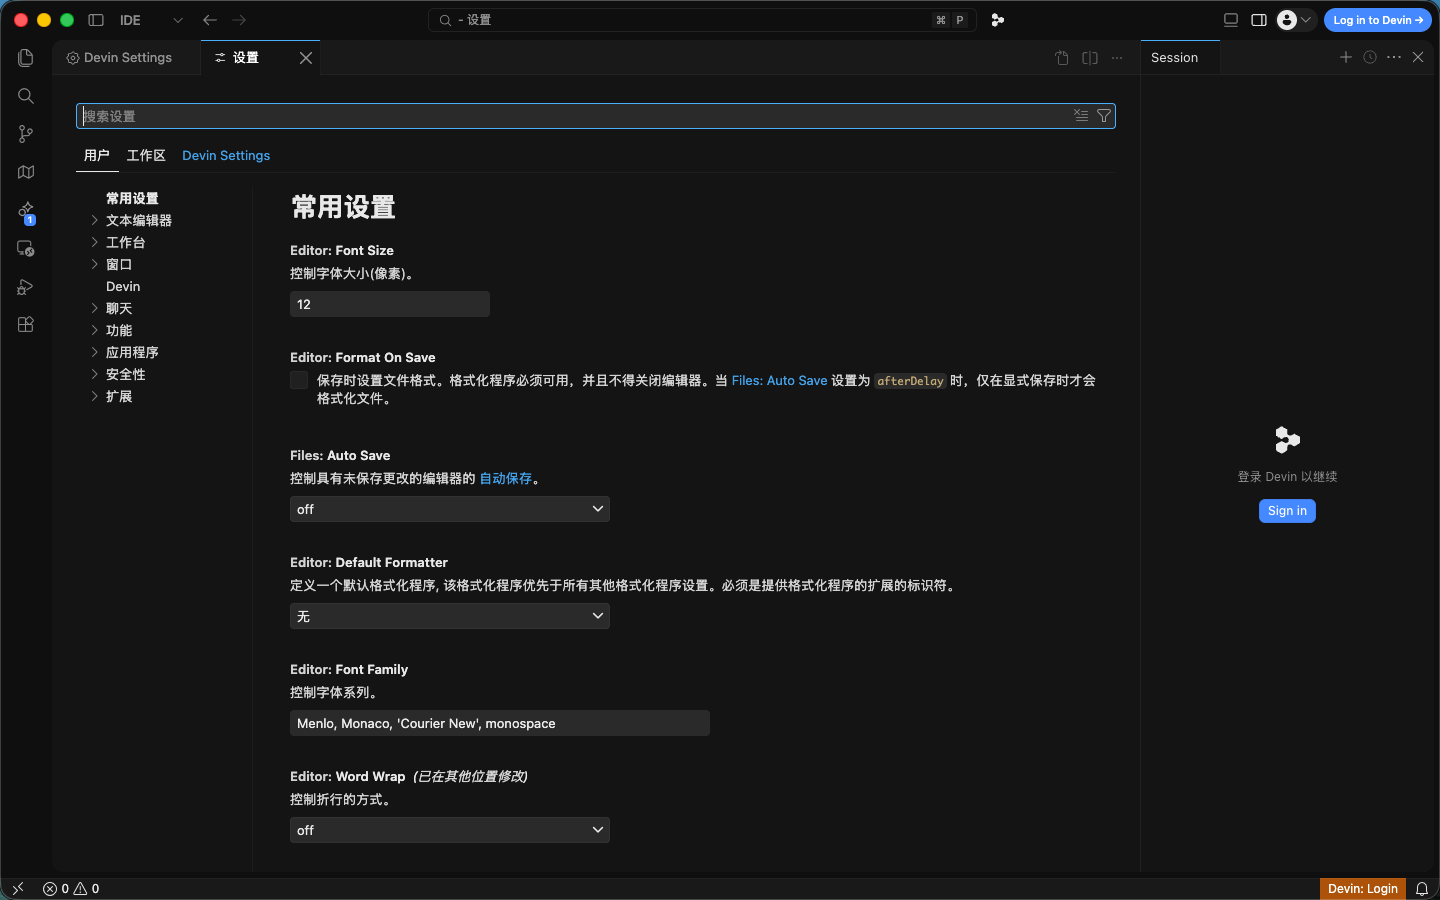 IDE
- 设置
⌘ P
Log in to Devin →
Devin Settings
设置
Session
搜索设置
用户
工作区
Devin Settings
常用设置
文本编辑器
工作台
窗口
Devin
聊天
功能
应用程序
安全性
扩展
1
常用设置
Editor: Font Size
控制字体大小(像素)。
12
Editor: Format On Save
保存时设置文件格式。格式化程序必须可用，并且不得关闭编辑器。当 Files: Auto Save 设置为 afterDelay 时，仅在显式保存时才会
格式化文件。
Files: Auto Save
控制具有未保存更改的编辑器的 自动保存。
off
Editor: Default Formatter
定义一个默认格式化程序, 该格式化程序优先于所有其他格式化程序设置。必须是提供格式化程序的扩展的标识符。
无
Editor: Font Family
控制字体系列。
Menlo, Monaco, 'Courier New', monospace
Editor: Word Wrap (已在其他位置修改)
控制折行的方式。
off
登录 Devin 以继续
Sign in
0 0
Devin: Login